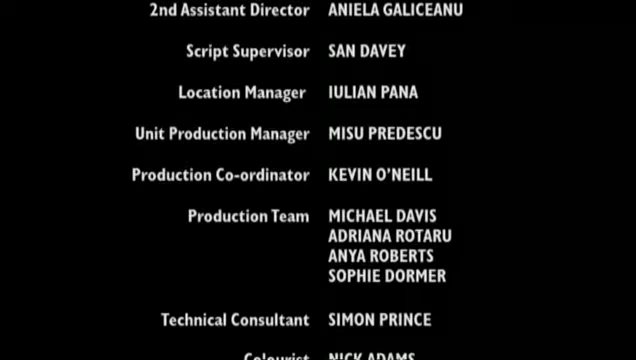 2nd Assistant Director ANIELA GALICEANU
Script Supervisor SAN DAVEY
Location Manager IULIAN PANA
Unit Production Manager MISU PREDESCU
Production Co-ordinator KEVIN O'NEILL
Production Team MICHAEL DAVIS
ADRIANA ROTARU
ANYA ROBERTS
SOPHIE DORMER
Technical Consultant SIMON PRINCE
Colourist NICK ADAMS